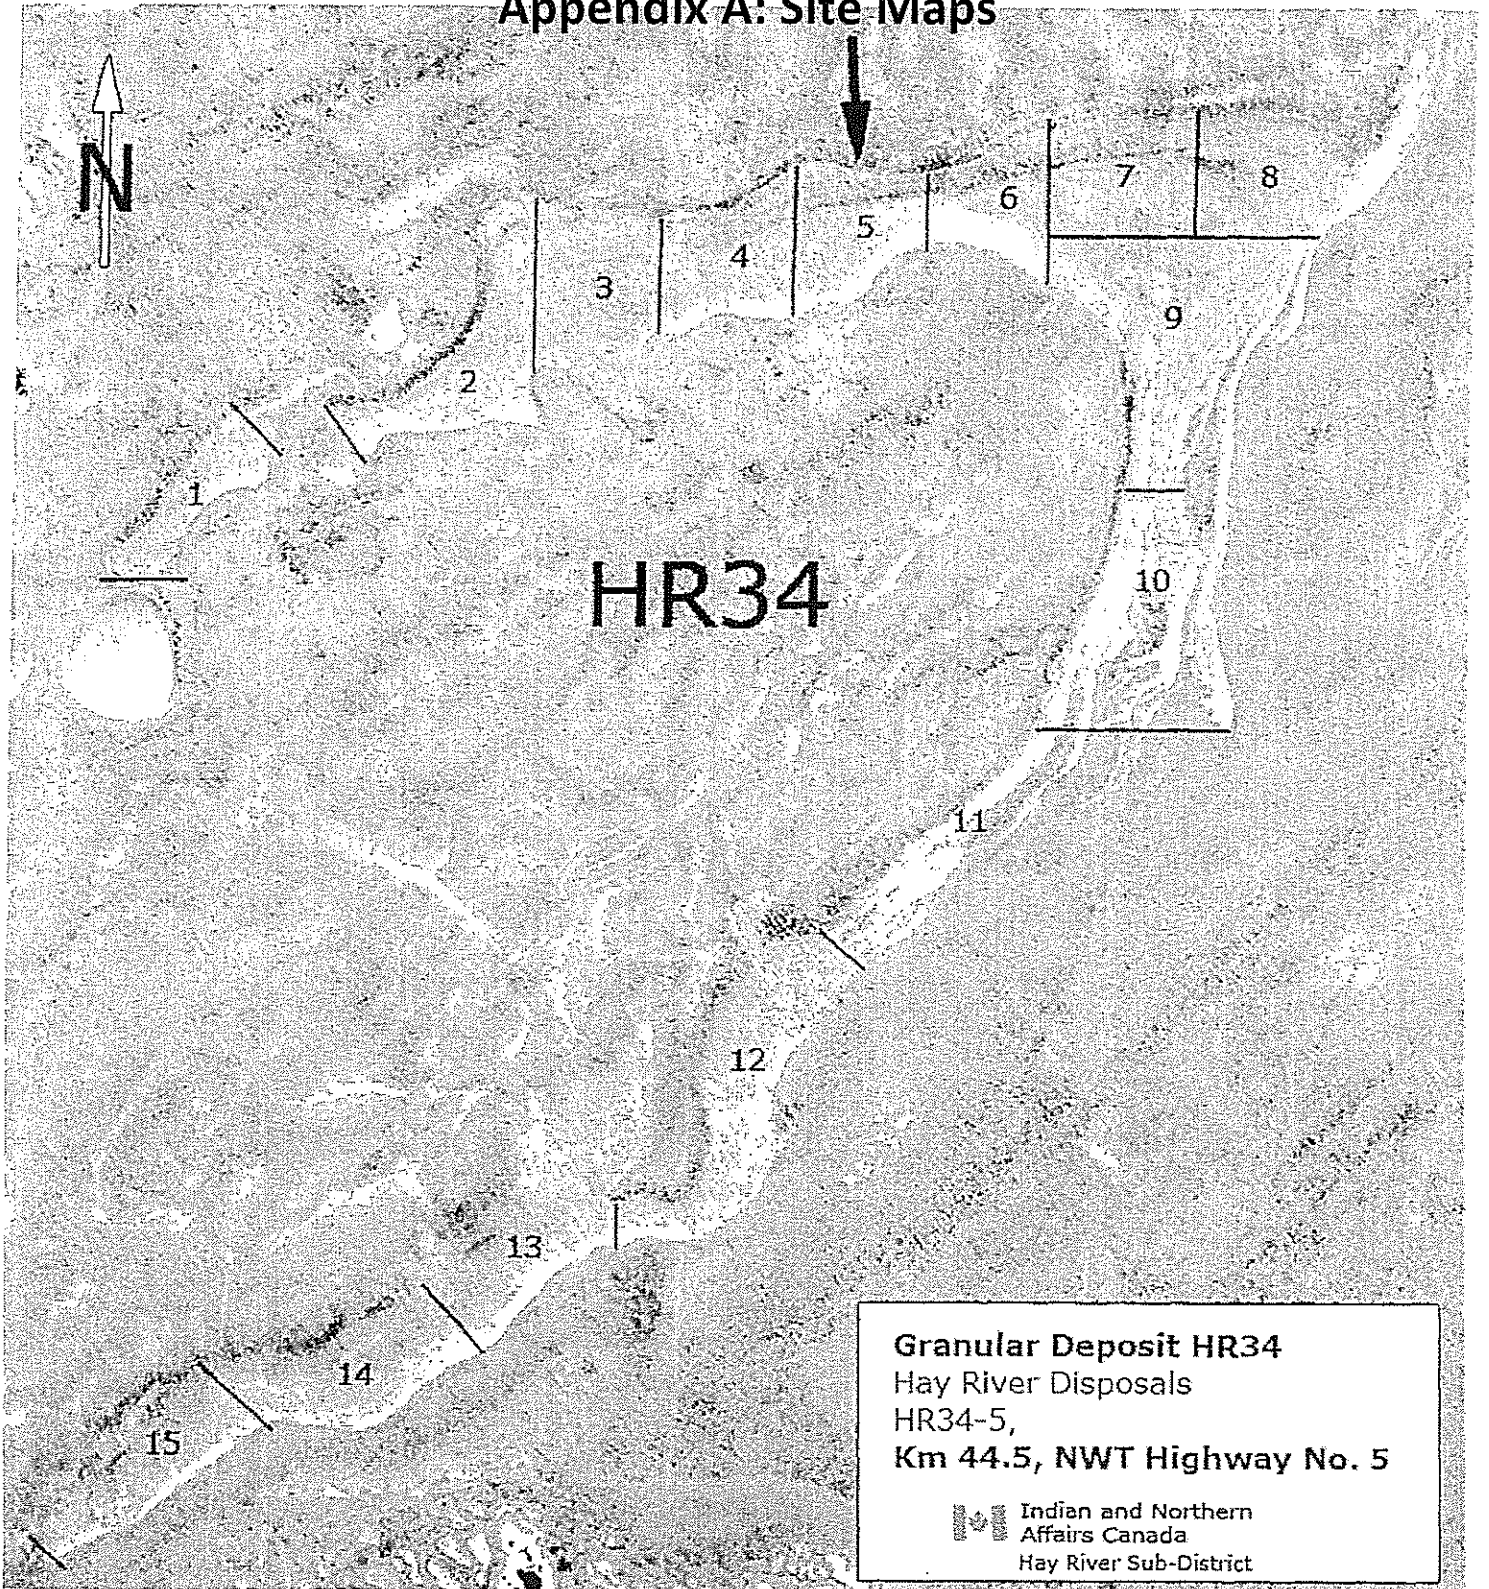 Appendix A: Site Maps
N
1
2
3
4
5
6
7
8
9
10
11
12
13
14
15
HR34
Granular Deposit HR34
Hay River Disposals
HR34-5,
Km 44.5, NWT Highway No. 5
Indian and Northern
Affairs Canada
Hay River Sub-District